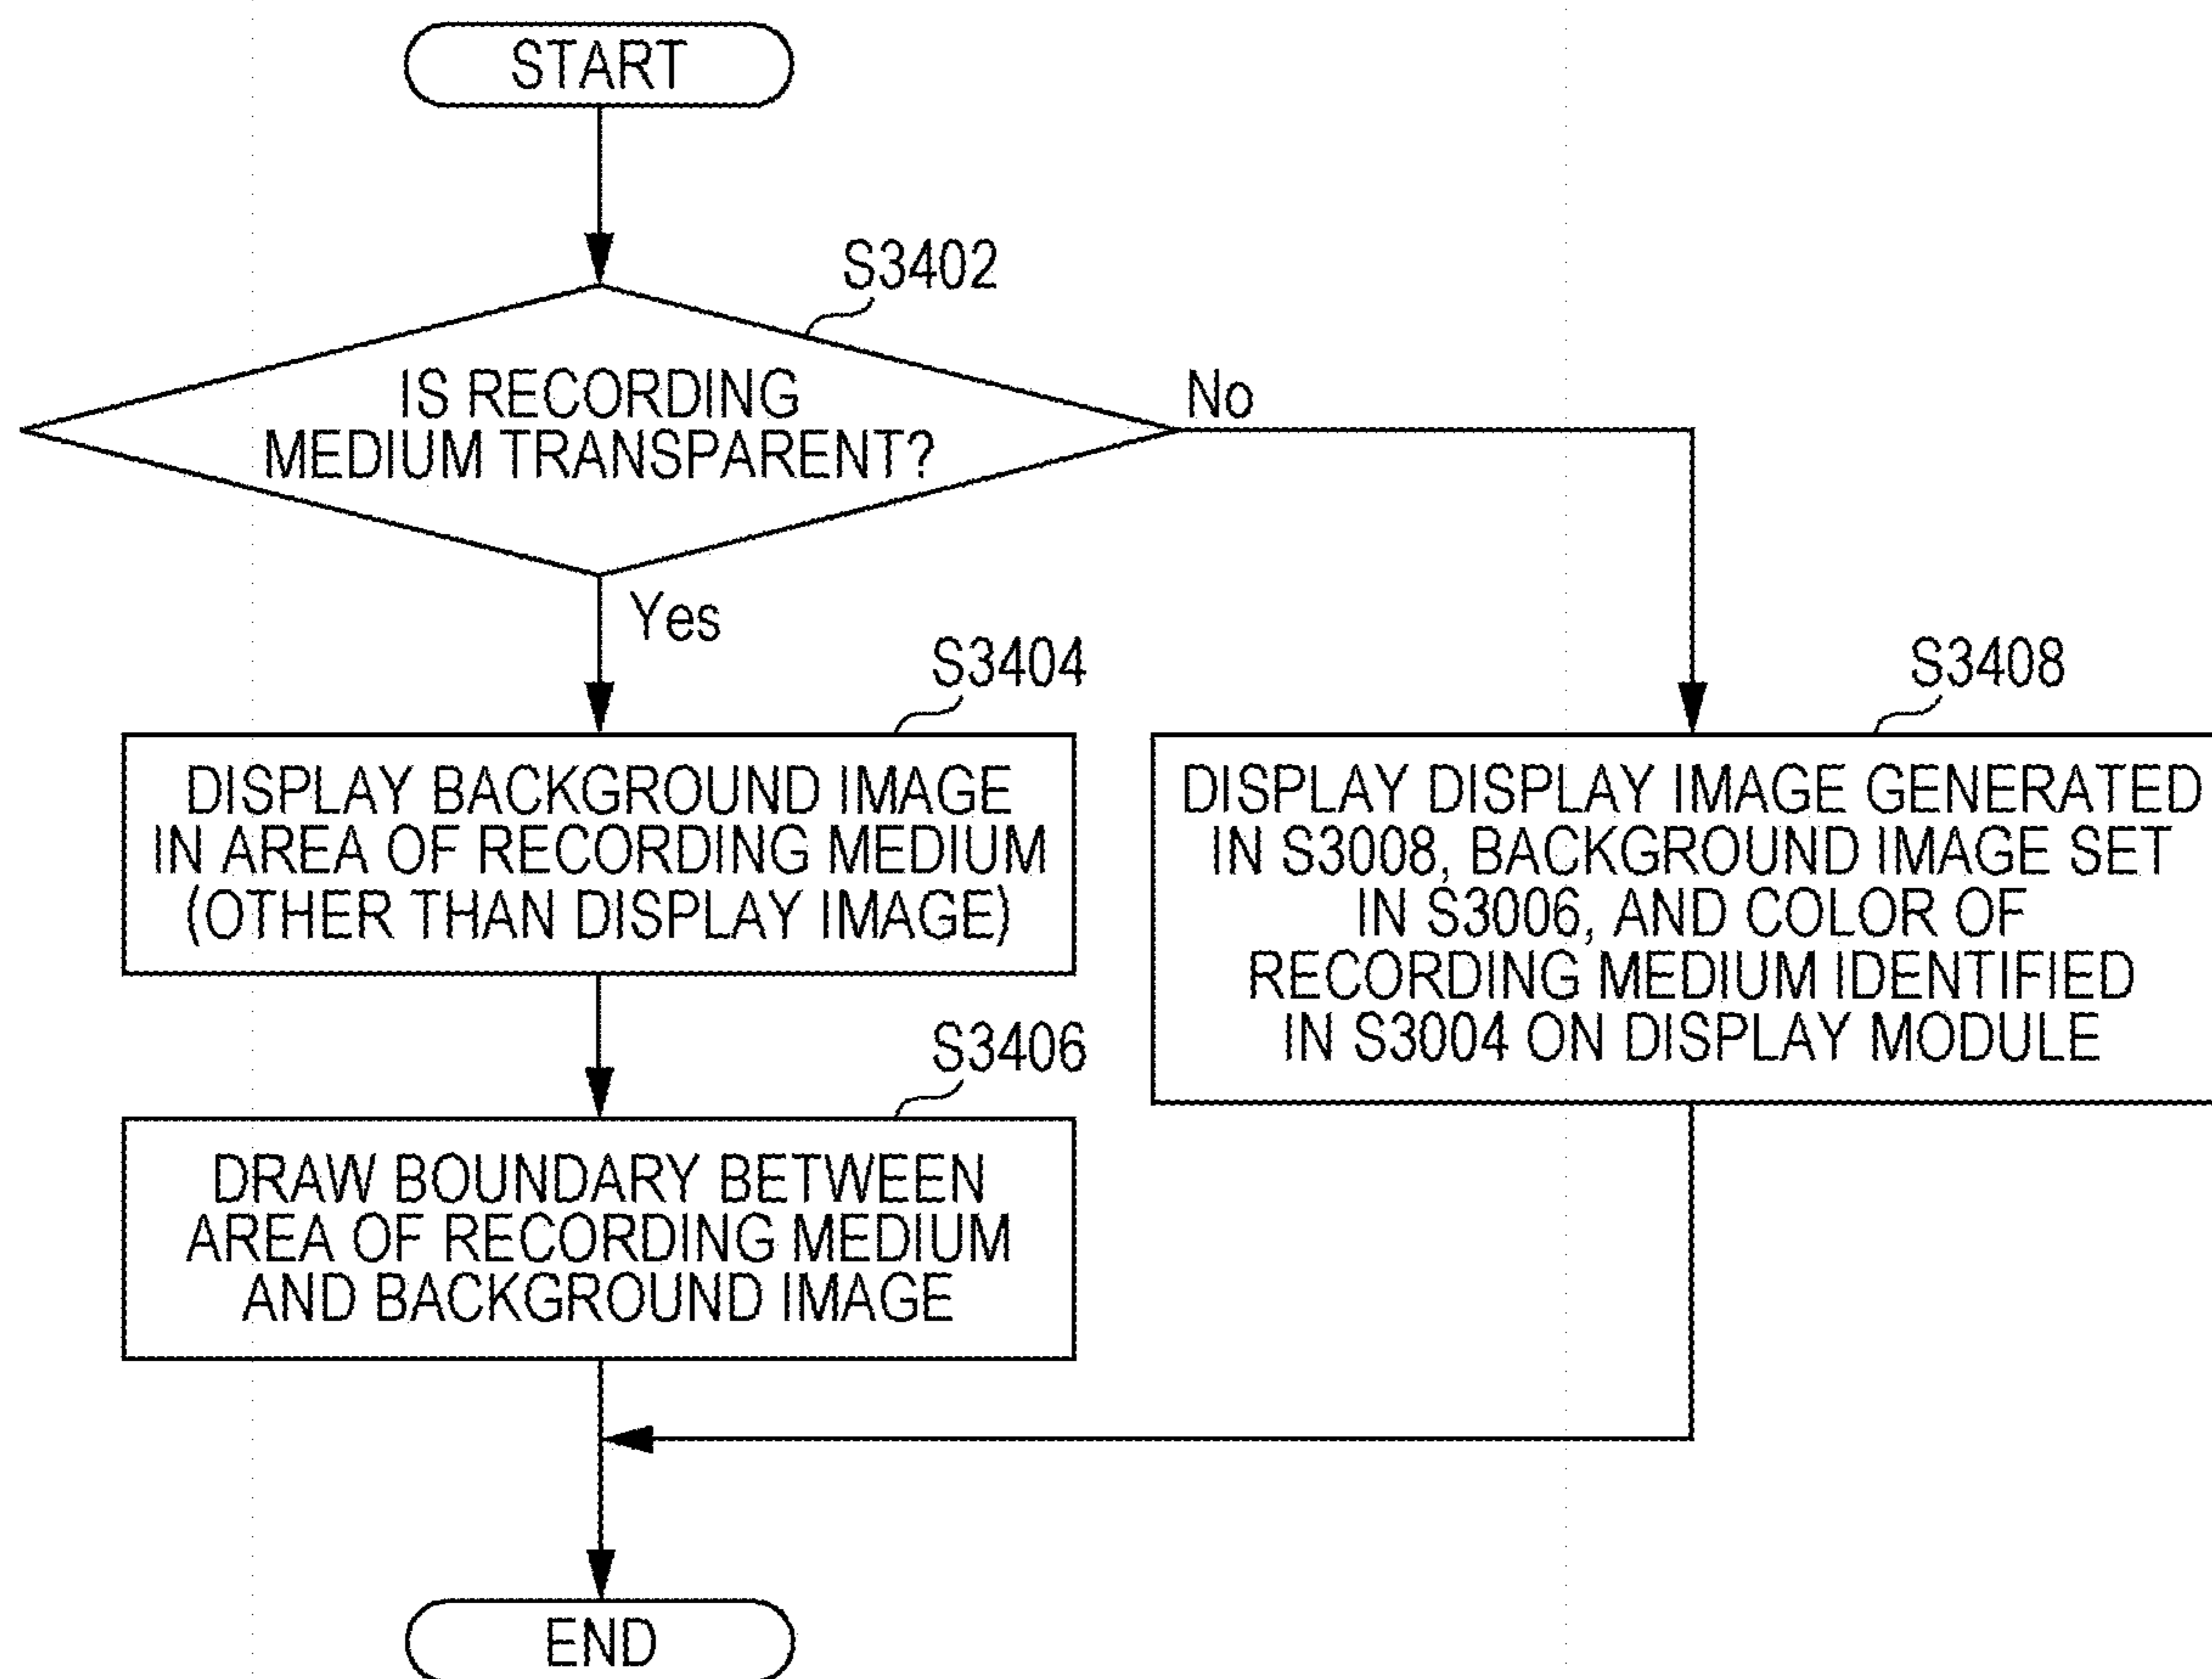 START
S3402
IS RECORDING
MEDIUM TRANSPARENT?
No
Yes
S3404
DISPLAY BACKGROUND IMAGE
IN AREA OF RECORDING MEDIUM
(OTHER THAN DISPLAY IMAGE)
S3408
DISPLAY DISPLAY IMAGE GENERATED
IN S3008, BACKGROUND IMAGE SET
IN S3006, AND COLOR OF
RECORDING MEDIUM IDENTIFIED
IN S3004 ON DISPLAY MODULE
S3406
DRAW BOUNDARY BETWEEN
AREA OF RECORDING MEDIUM
AND BACKGROUND IMAGE
END